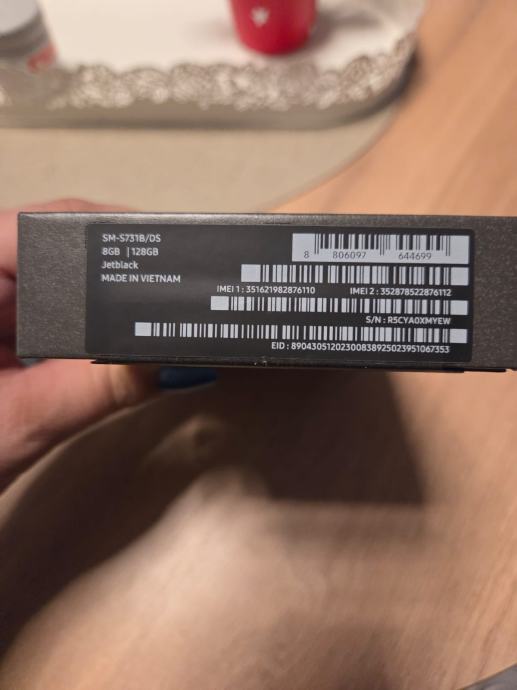 SM-S731B/DS
8GB | 128GB
Jetblack
MADE IN VIETNAM
8 806097 644699
IMEI 1 : 351621982876110 IMEI 2 : 352878522876112
S/N : R5CYA0XMYEW
EID : 89043051202300838925023951067353